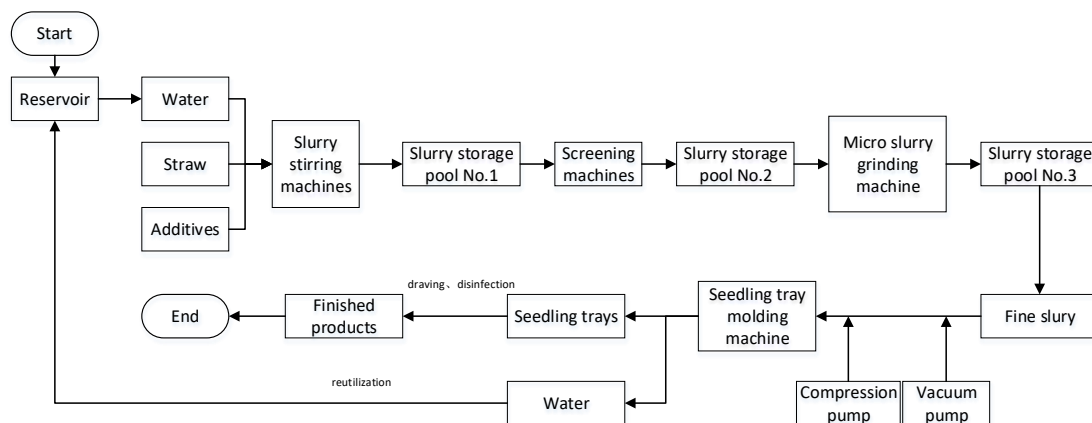 Start
Reservoir
Water
Straw
Additives
Slurry
stirring
machines
Slurry storage
pool No.1
Screening
machines
Slurry storage
pool No.2
Micro slurry
grinding
machine
Slurry storage
pool No.3
Fine slury
Compression
pump
Vacuum
pump
Seedling tray
molding
machine
Seedling trays
draving、disinfection
Finished
products
End
Water
reutilization